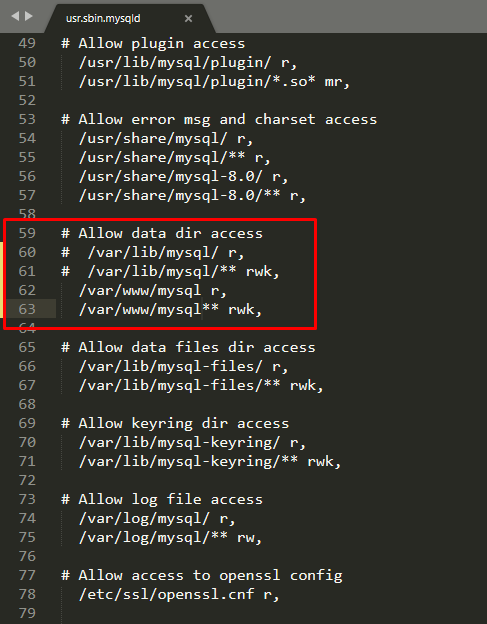 usr.sbin.mysqld ×
49 # Allow plugin access
50 /usr/lib/mysql/plugin/ r,
51 /usr/lib/mysql/plugin/*.so* mr,
52
53 # Allow error msg and charset access
54 /usr/share/mysql/ r,
55 /usr/share/mysql/** r,
56 /usr/share/mysql-8.0/ r,
57 /usr/share/mysql-8.0/** r,
58
59 # Allow data dir access
60 #  /var/lib/mysql/ r,
61 #  /var/lib/mysql/** rwk,
62 /var/www/mysql r,
63 /var/www/mysql** rwk,
64
65 # Allow data files dir access
66 /var/lib/mysql-files/ r,
67 /var/lib/mysql-files/** rwk,
68
69 # Allow keyring dir access
70 /var/lib/mysql-keyring/ r,
71 /var/lib/mysql-keyring/** rwk,
72
73 # Allow log file access
74 /var/log/mysql/ r,
75 /var/log/mysql/** rw,
76
77 # Allow access to openssl config
78 /etc/ssl/openssl.cnf r,
79